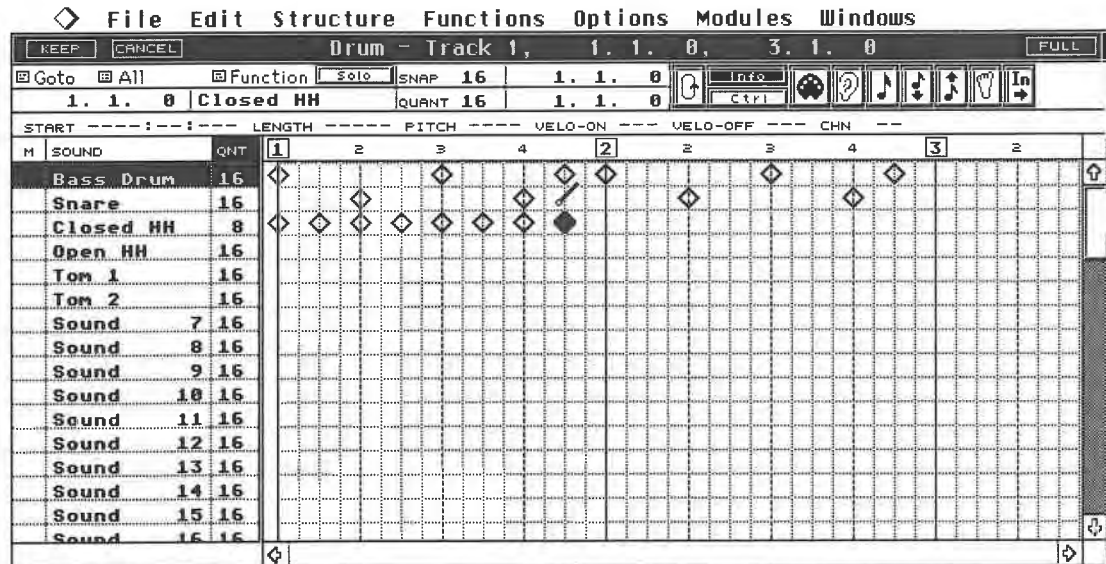 File Edit Structure Functions Options Modules Windows
KEEP CANCEL Drum - Track 1, 1. 1. 0, 3. 1. 0 FULL
Goto All Function Solo SNAP 16 1. 1. 0 Info
1. 1. 0 Closed HH QUANT 16 1. 1. 0 Ctrl In
START -----:--:--- LENGTH ----- PITCH ---- VELO-ON --- VELO-OFF --- CHN --
M SOUND QNT 1 2 3 4 2 2 3 4 3 2
Bass Drum 16
Snare 16
Closed HH 8
Open HH 16
Tom 1 16
Tom 2 16
Sound 7 16
Sound 8 16
Sound 9 16
Sound 10 16
Sound 11 16
Sound 12 16
Sound 13 16
Sound 14 16
Sound 15 16
Sound 16 16